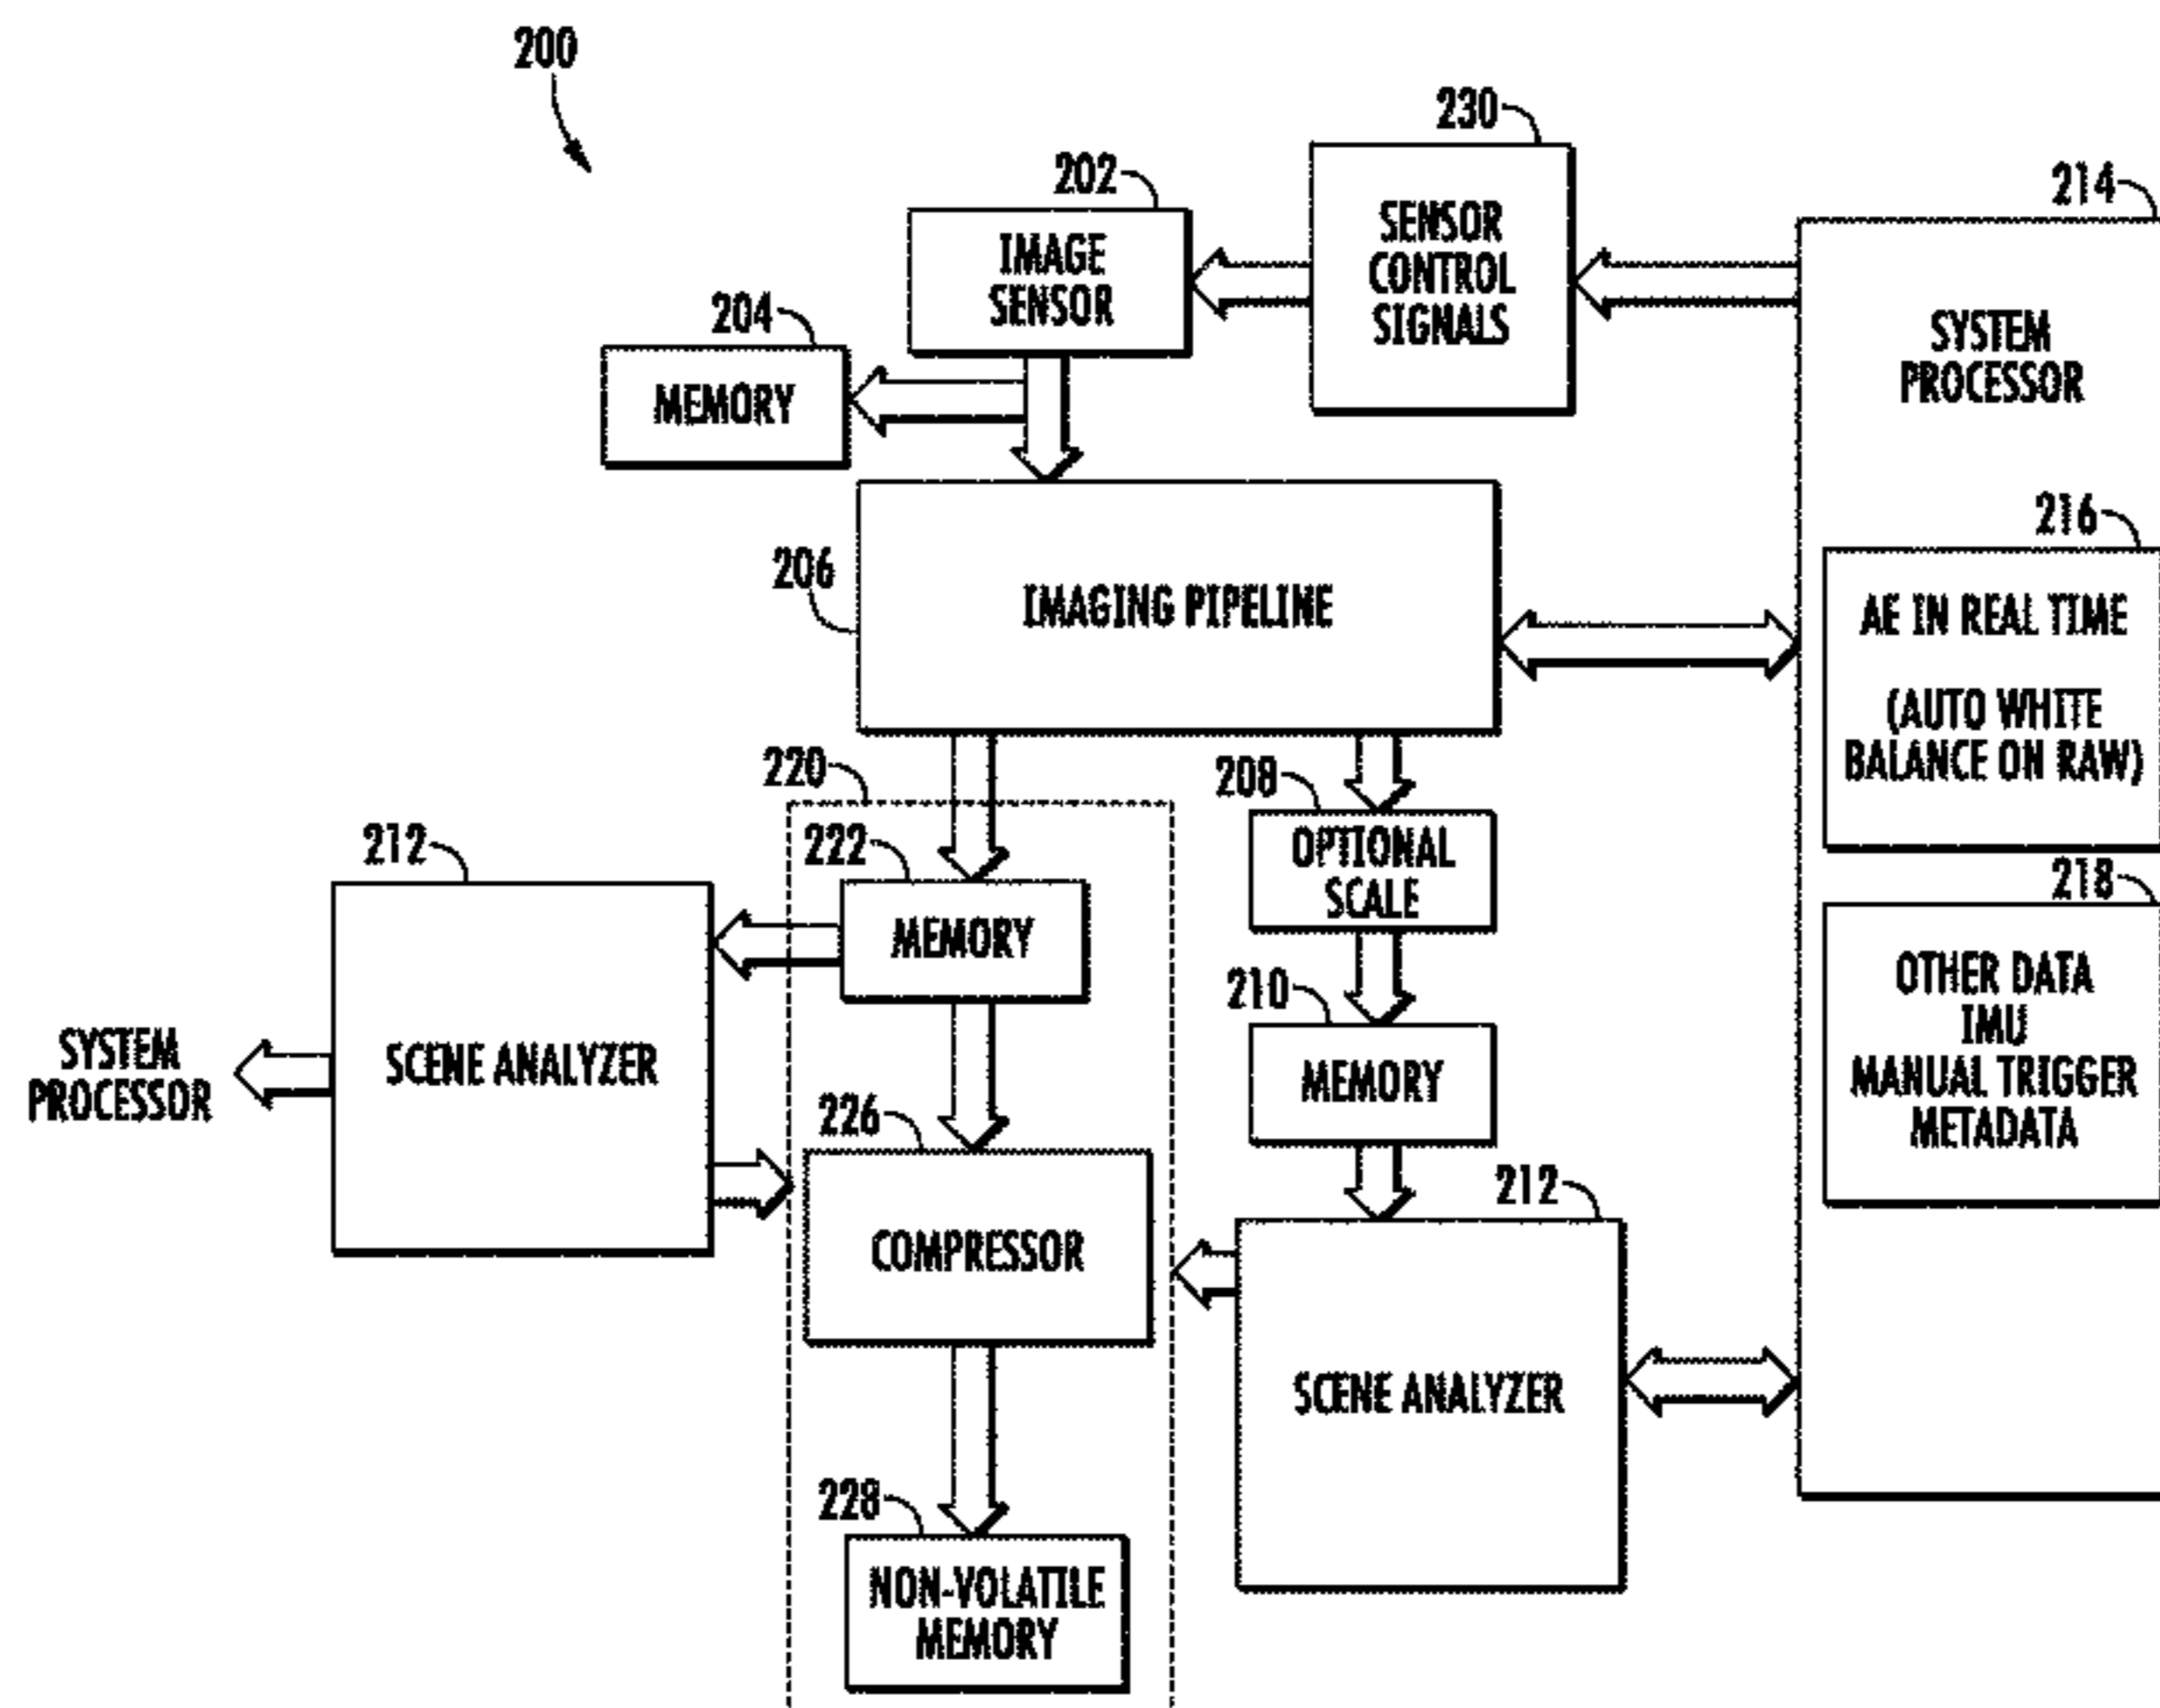 200
230
202
214
IMAGE
SENSOR
SENSOR
CONTROL
SIGNALS
204
MEMORY
SYSTEM
PROCESSOR
206
IMAGING PIPELINE
216
AE IN REAL TIME
(AUTO WHITE
BALANCE ON RAW)
220
208
OPTIONAL
SCALE
212
222
MEMORY
218
OTHER DATA
IMU
MANUAL TRIGGER
METADATA
210
MEMORY
SYSTEM
PROCESSOR
SCENE ANALYZER
226
COMPRESSOR
212
SCENE ANALYZER
228
NON-VOLATILE
MEMORY